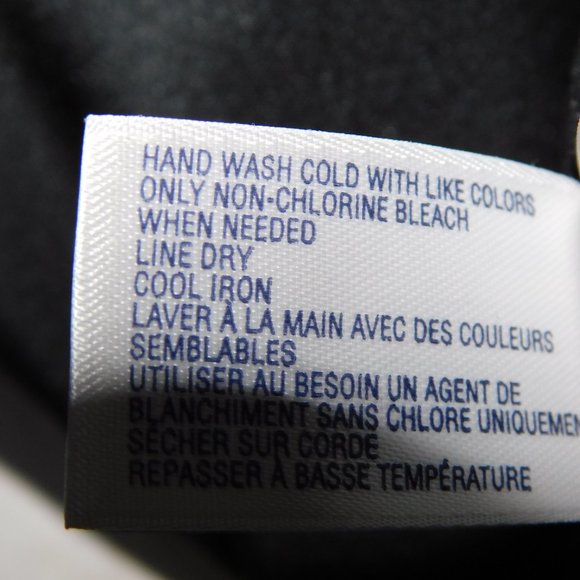 HAND WASH COLD WITH LIKE COLORS
ONLY NON-CHLORINE BLEACH
WHEN NEEDED
LINE DRY
COOL IRON
LAVER À LA MAIN AVEC DES COULEURS
SEMBLABLES
UTILISER AU BESOIN UN AGENT DE
BLANCHIMENT SANS CHLORE UNIQUEMEN
SÉCHER SUR CORDE
REPASSER À BASSE TEMPÉRATURE